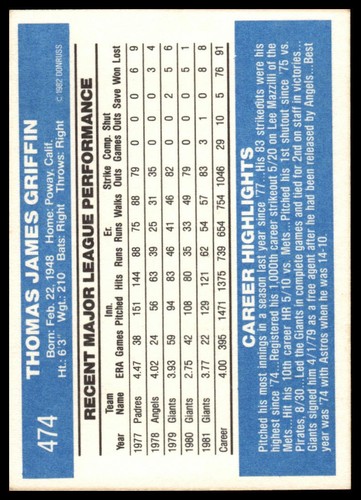 474
THOMAS JAMES GRIFFIN
© 1982 DONRUSS
Born: Feb. 22, 1948 Home: Poway, Calif.
Ht.: 6'3" Wgt.: 210 Bats: Right Throws: Right
RECENT MAJOR LEAGUE PERFORMANCE
Team Inn. Er. Strike Comp. Shut
Year Name ERA Games Pitched Hits Runs Runs Walks Outs Games Outs Save Won Lost
1977 Padres 4.47 38 151 144 88 75 88 79 0 0 0 6 9
1978 Angels 4.02 24 56 63 39 25 31 35 0 0 0 3 4
1979 Giants 3.93 59 94 83 46 41 46 82 0 0 2 5 6
1980 Giants 2.75 42 108 80 33 49 0 0 0 5 1
1981 Giants 3.77 22 129 121 54 57 83 3 1 0 8 8
Career 4.00 395 1471 1375 739 654 754 1046 29 10 5 76 91
CAREER HIGHLIGHTS
Pitched his most innings in a season last year since '77...His 83 strikeouts were his
highest since '74...Registered his 1,000th career strikeout 5/20 on Lee Mazzilli of the
Mets...Hit his 10th career HR 5/10 vs. Mets...Pitched his 1st shutout since '75 vs.
Pirates, 8/30...Led the Giants in complete games and tied for 2nd on staff in victories...
Giants signed him 4/1/79 as a free agent after he had been released by Angels...Best
year was '74 with Astros when he was 14-10.